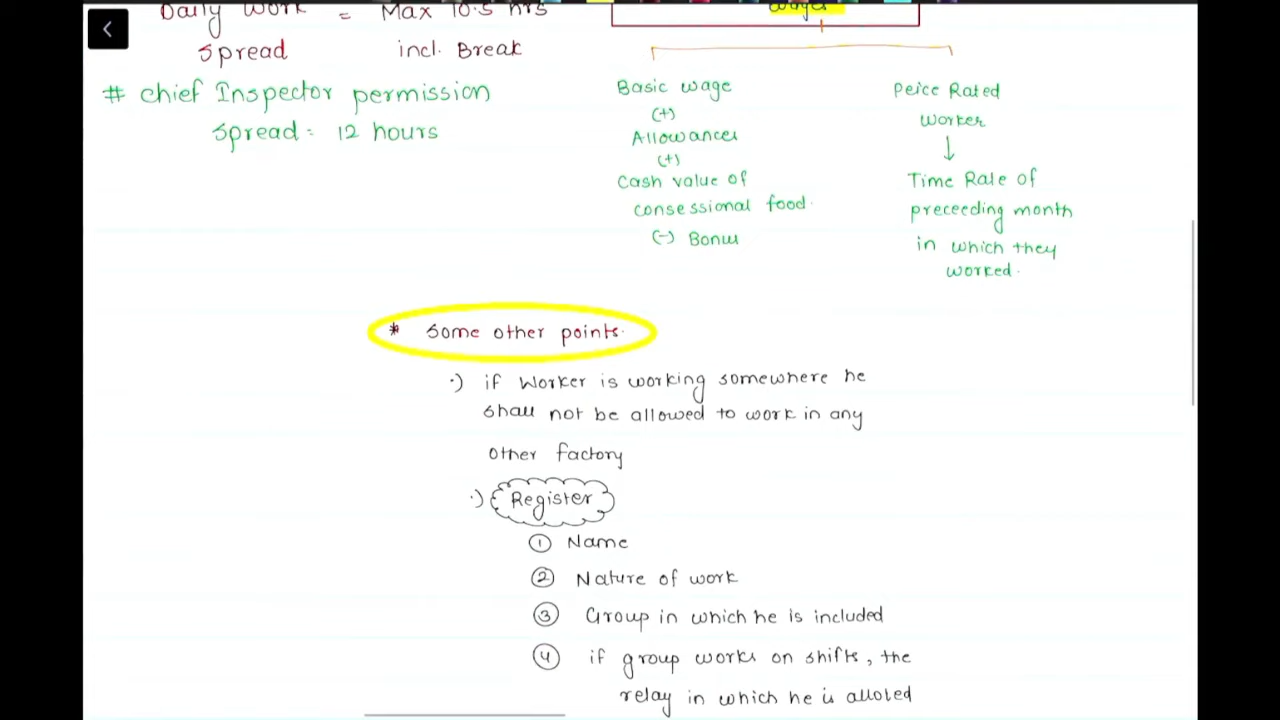 Daily Work = Max 10.5 hrs
Spread incl. Break
wages
# chief Inspector permission
Spread = 12 hours
Basic wage
(+)
Allowances
(+)
Cash value of
consessional food.
(-) Bonus
Peice Rated
Worker
↓
Time Rate of
preceeding month
in which they
worked.
* Some other points.
·) if Worker is working somewhere he
shall not be allowed to work in any
other factory
·) Register
① Name
② Nature of work
③ Group in which he is included
④ if group works on shifts, the
relay in which he is alloted